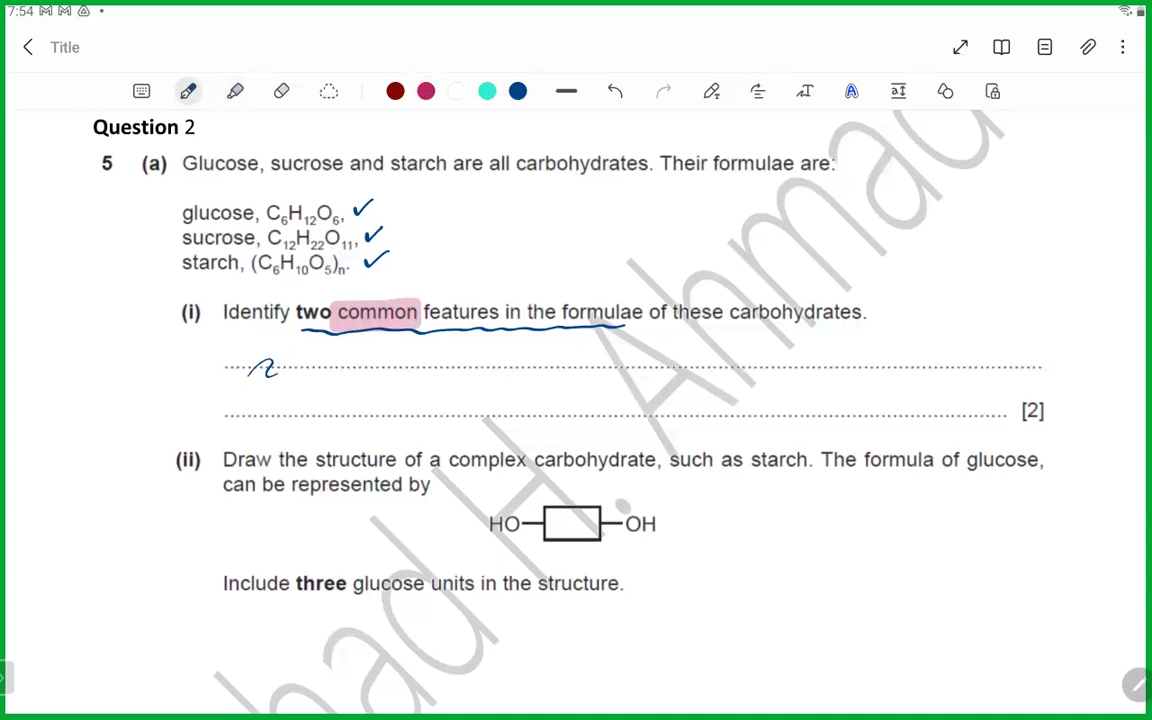 7:54
Title
Question 2
5 (a) Glucose, sucrose and starch are all carbohydrates. Their formulae are:
glucose, C₆H₁₂O₆,
sucrose, C₁₂H₂₂O₁₁,
starch, (C₆H₁₀O₅)ₙ.
(i) Identify two common features in the formulae of these carbohydrates.
[2]
(ii) Draw the structure of a complex carbohydrate, such as starch. The formula of glucose,
can be represented by
HO OH
Include three glucose units in the structure.
had H. Ahmad